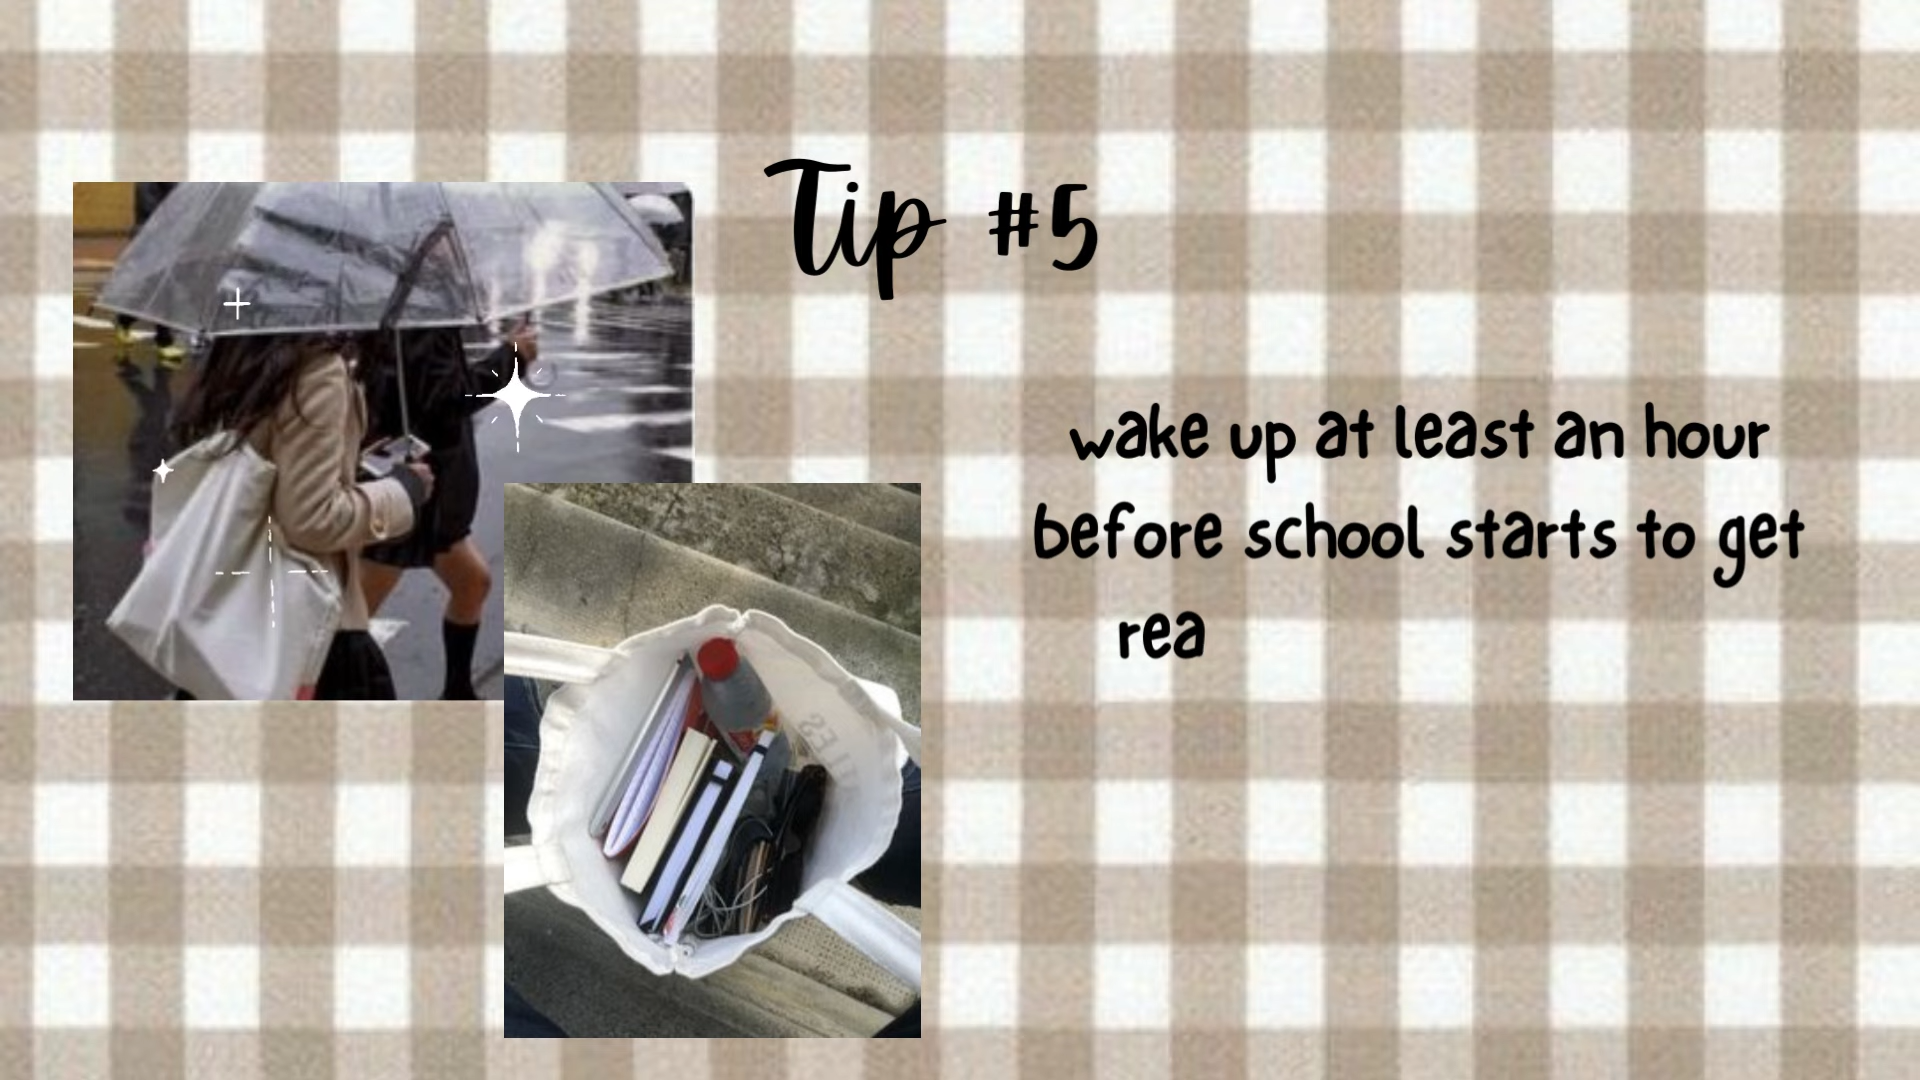 Tip #5
wake up at least an hour
before school starts to get
rea